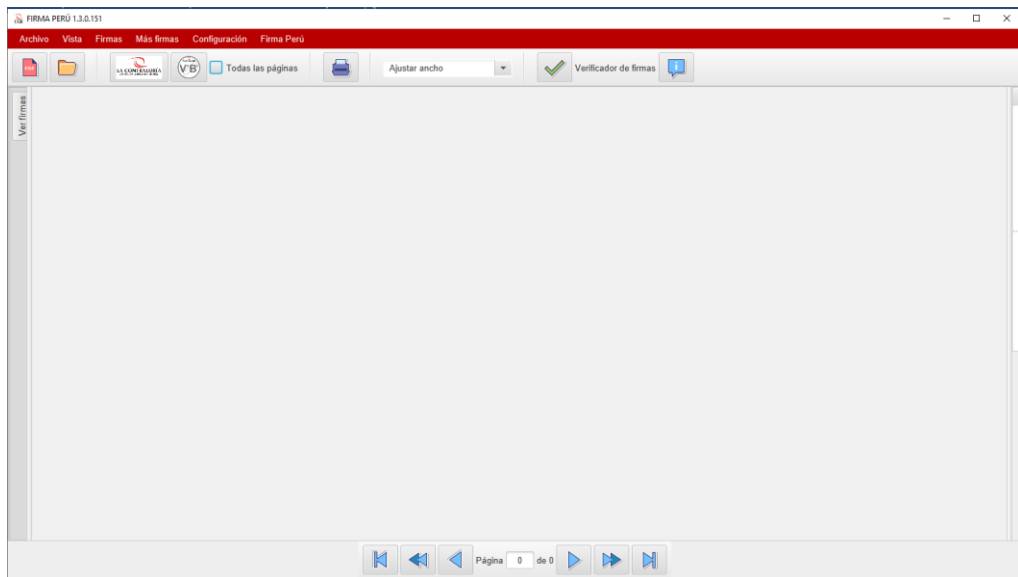 FIRMA PERÚ 1.3.0.151
Archivo Vista Firmas Más firmas Configuración Firma Perú
PDF LA CONTRALORÍA V°B° Todas las páginas Ajustar ancho Verificador de firmas
Ver firmas
Página 0 de 0